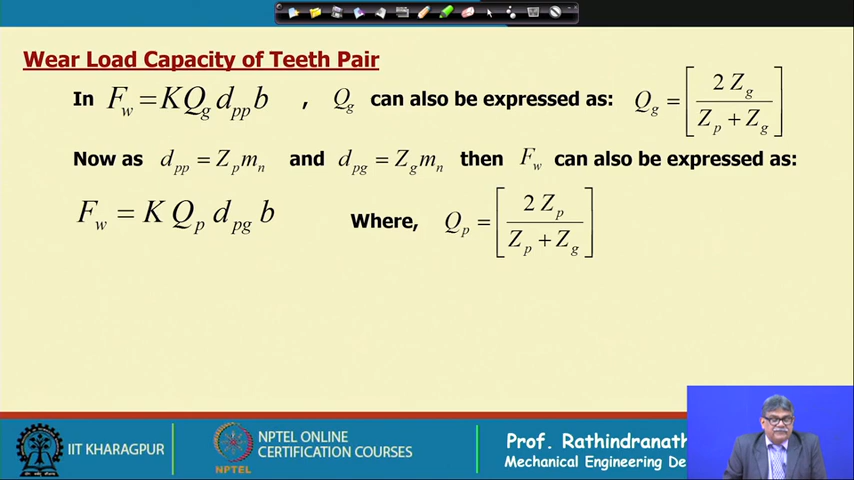 Wear Load Capacity of Teeth Pair
In F_w = K Q_g d_pp b , Q_g can also be expressed as: Q_g = [ 2 Z_g / Z_p + Z_g ]
Now as d_pp = Z_p m_n and d_pg = Z_g m_n then F_w can also be expressed as:
F_w = K Q_p d_pg b Where, Q_p = [ 2 Z_p / Z_p + Z_g ]
IIT KHARAGPUR
NPTEL
NPTEL ONLINE
CERTIFICATION COURSES
Prof. Rathindranath
Mechanical Engineering De